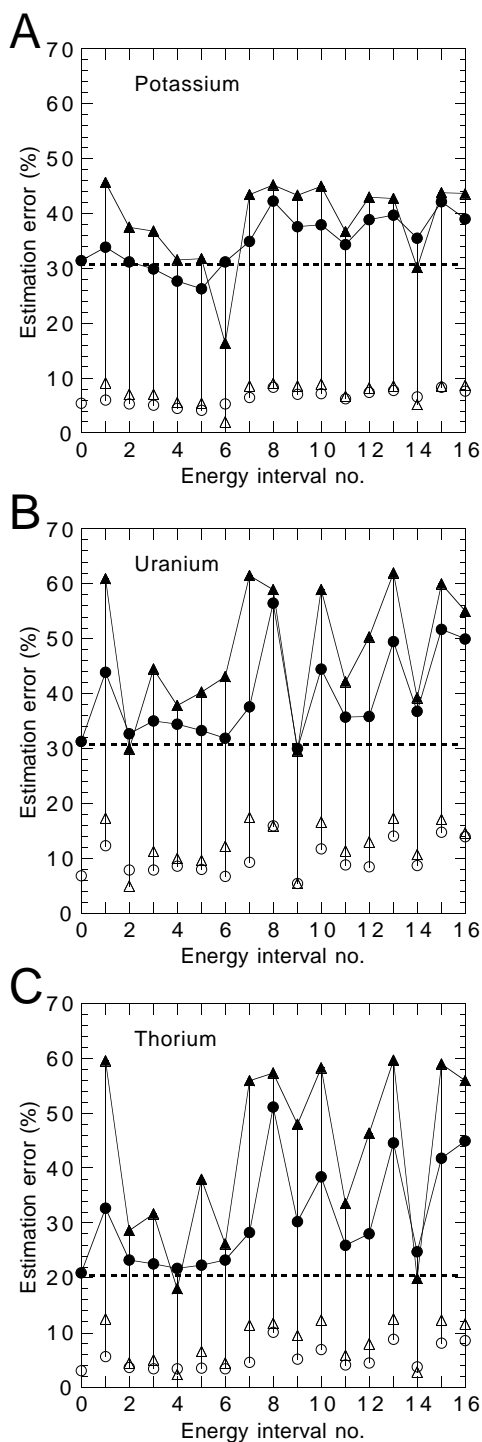 A
Potassium
Estimation error (%)
70
60
50
40
30
20
10
0
0 2 4 6 8 10 12 14 16
Energy interval no.
B
Uranium
Estimation error (%)
70
60
50
40
30
20
10
0
0 2 4 6 8 10 12 14 16
Energy interval no.
C
Thorium
Estimation error (%)
70
60
50
40
30
20
10
0
0 2 4 6 8 10 12 14 16
Energy interval no.